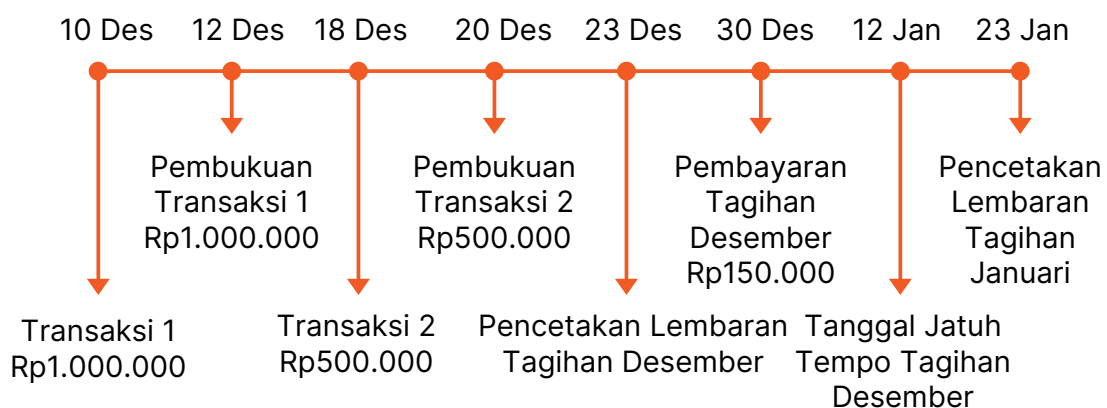 10 Des
12 Des
18 Des
20 Des
23 Des
30 Des
12 Jan
23 Jan
Pembukuan
Transaksi 1
Rp1.000.000
Pembukuan
Transaksi 2
Rp500.000
Pembayaran
Tagihan
Desember
Rp150.000
Pencetakan
Lembaran
Tagihan
Januari
Transaksi 1
Rp1.000.000
Transaksi 2
Rp500.000
Pencetakan Lembaran
Tagihan Desember
Tanggal Jatuh
Tempo Tagihan
Desember